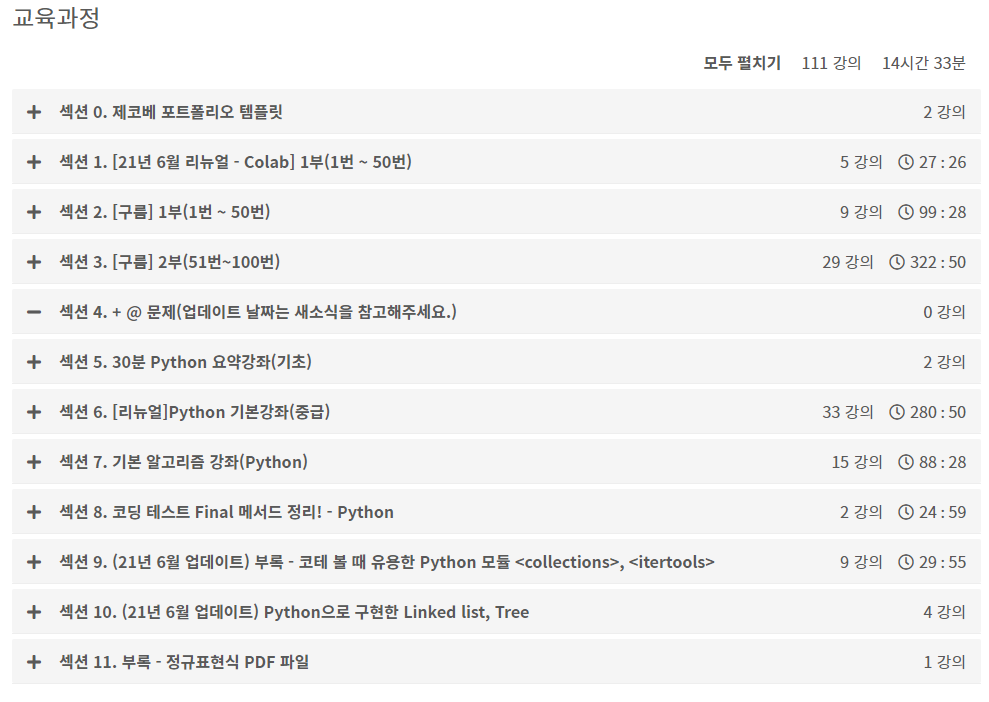 교육과정
모두 펼치기 111 강의 14시간 33분
섹션 0. 제코베 포트폴리오 템플릿 2 강의
섹션 1. [21년 6월 리뉴얼 - Colab] 1부(1번 ~ 50번) 5 강의 27 : 26
섹션 2. [구름] 1부(1번 ~ 50번) 9 강의 99 : 28
섹션 3. [구름] 2부(51번~100번) 29 강의 322 : 50
섹션 4. + @ 문제(업데이트 날짜는 새소식을 참고해주세요.) 0 강의
섹션 5. 30분 Python 요약강좌(기초) 2 강의
섹션 6. [리뉴얼]Python 기본강좌(중급) 33 강의 280 : 50
섹션 7. 기본 알고리즘 강좌(Python) 15 강의 88 : 28
섹션 8. 코딩 테스트 Final 메서드 정리! - Python 2 강의 24 : 59
섹션 9. (21년 6월 업데이트) 부록 - 코테 볼 때 유용한 Python 모듈 <collections>, <itertools> 9 강의 29 : 55
섹션 10. (21년 6월 업데이트) Python으로 구현한 Linked list, Tree 4 강의
섹션 11. 부록 - 정규표현식 PDF 파일 1 강의